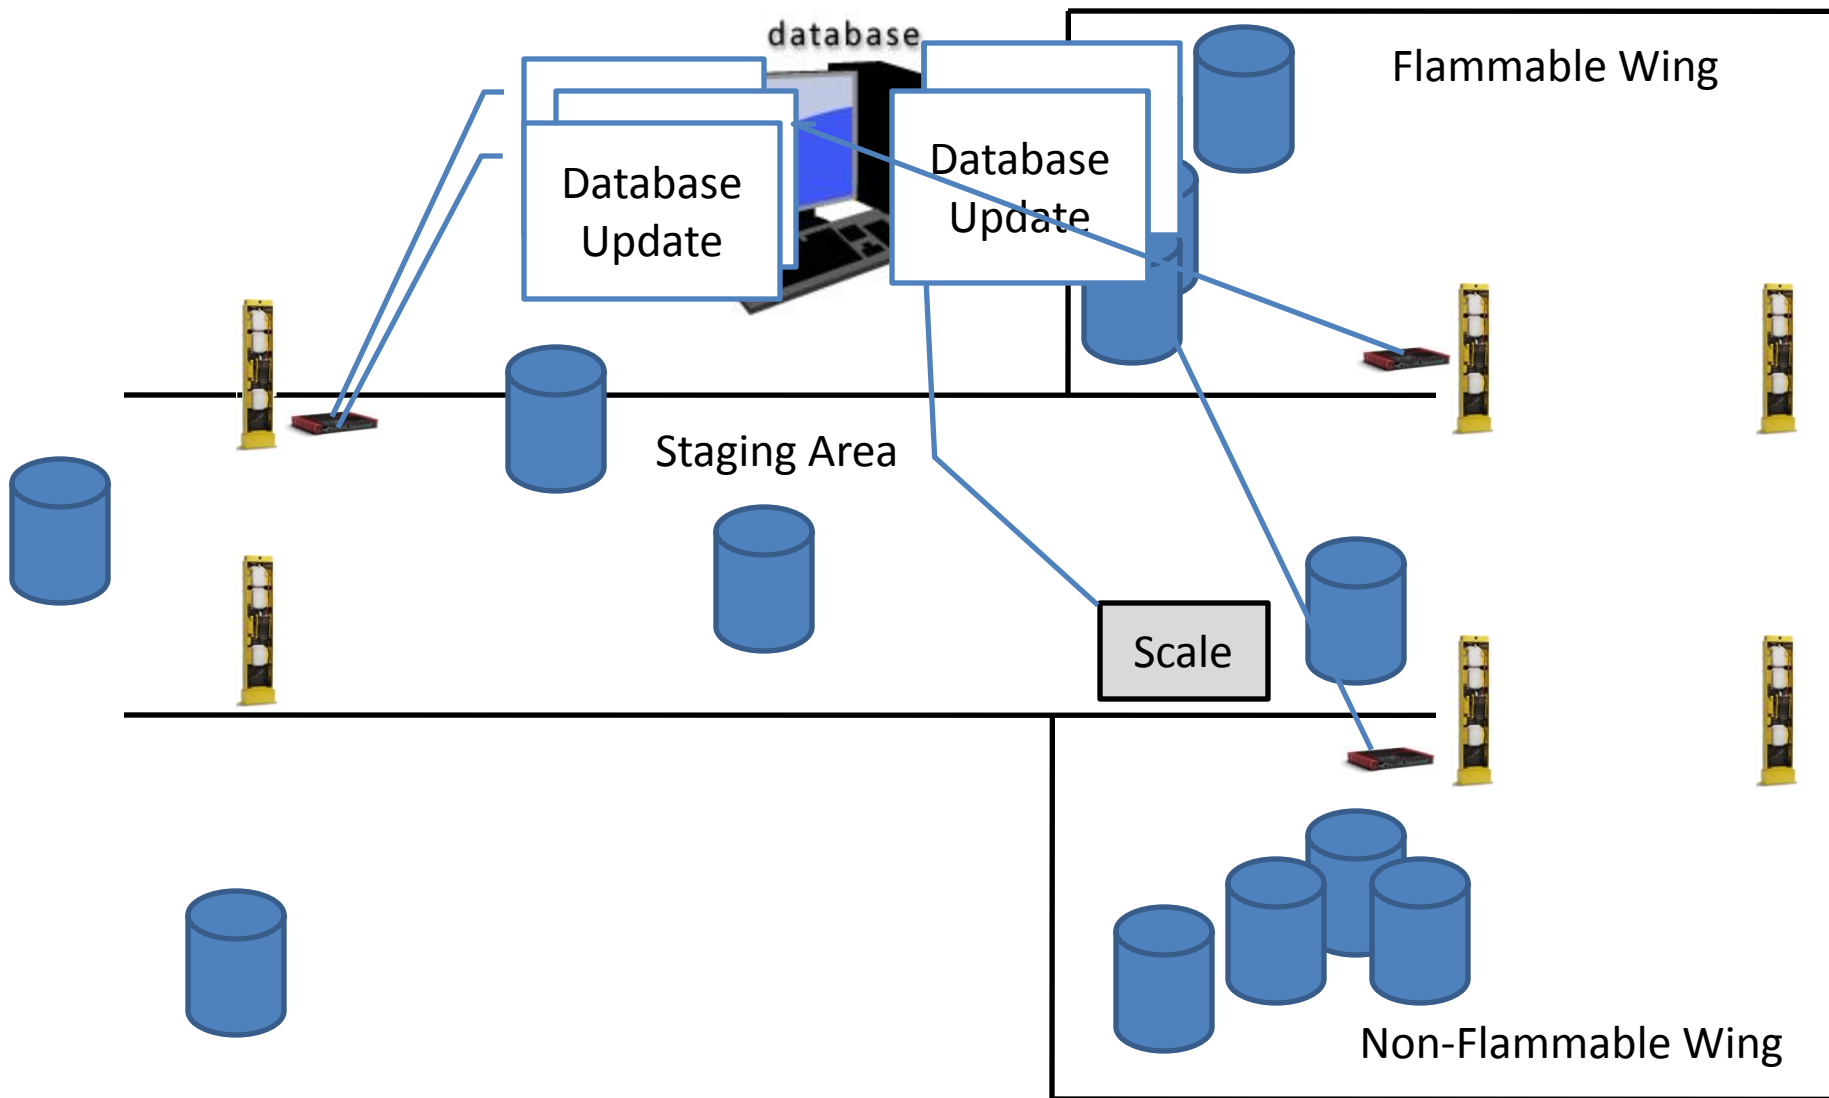 database
Flammable Wing
Database
Update
Database
Update
Staging Area
Scale
Non-Flammable Wing